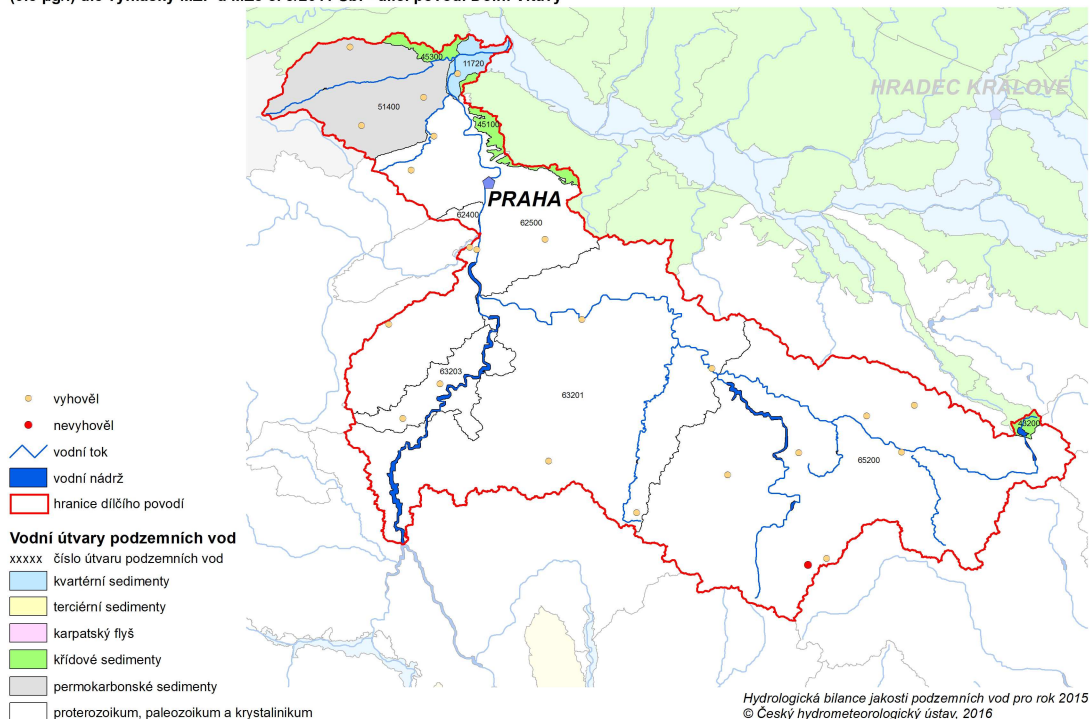 HRADEC KRÁLOVÉ
45300
11720
51400
45100
PRAHA
62400
62500
63203
63201
43200
65200
vyhověl
nevyhověl
vodní tok
vodní nádrž
hranice dílčího povodí
Vodní útvary podzemních vod
xxxxx číslo útvaru podzemních vod
kvartérní sedimenty
terciérní sedimenty
karpatský flyš
křídové sedimenty
permokarbonské sedimenty
proterozoikum, paleozoikum a krystalinikum
Hydrologická bilance jakosti podzemních vod pro rok 2015
© Český hydrometeorologický ústav, 2016